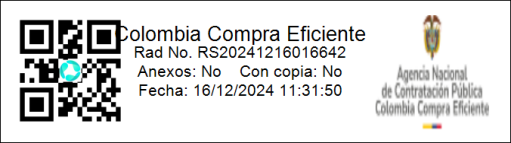 Colombia Compra Eficiente
Rad No. RS20241216016642
Anexos: No Con copia: No
Fecha: 16/12/2024 11:31:50
Agencia Nacional
de Contratación Pública
Colombia Compra Eficiente